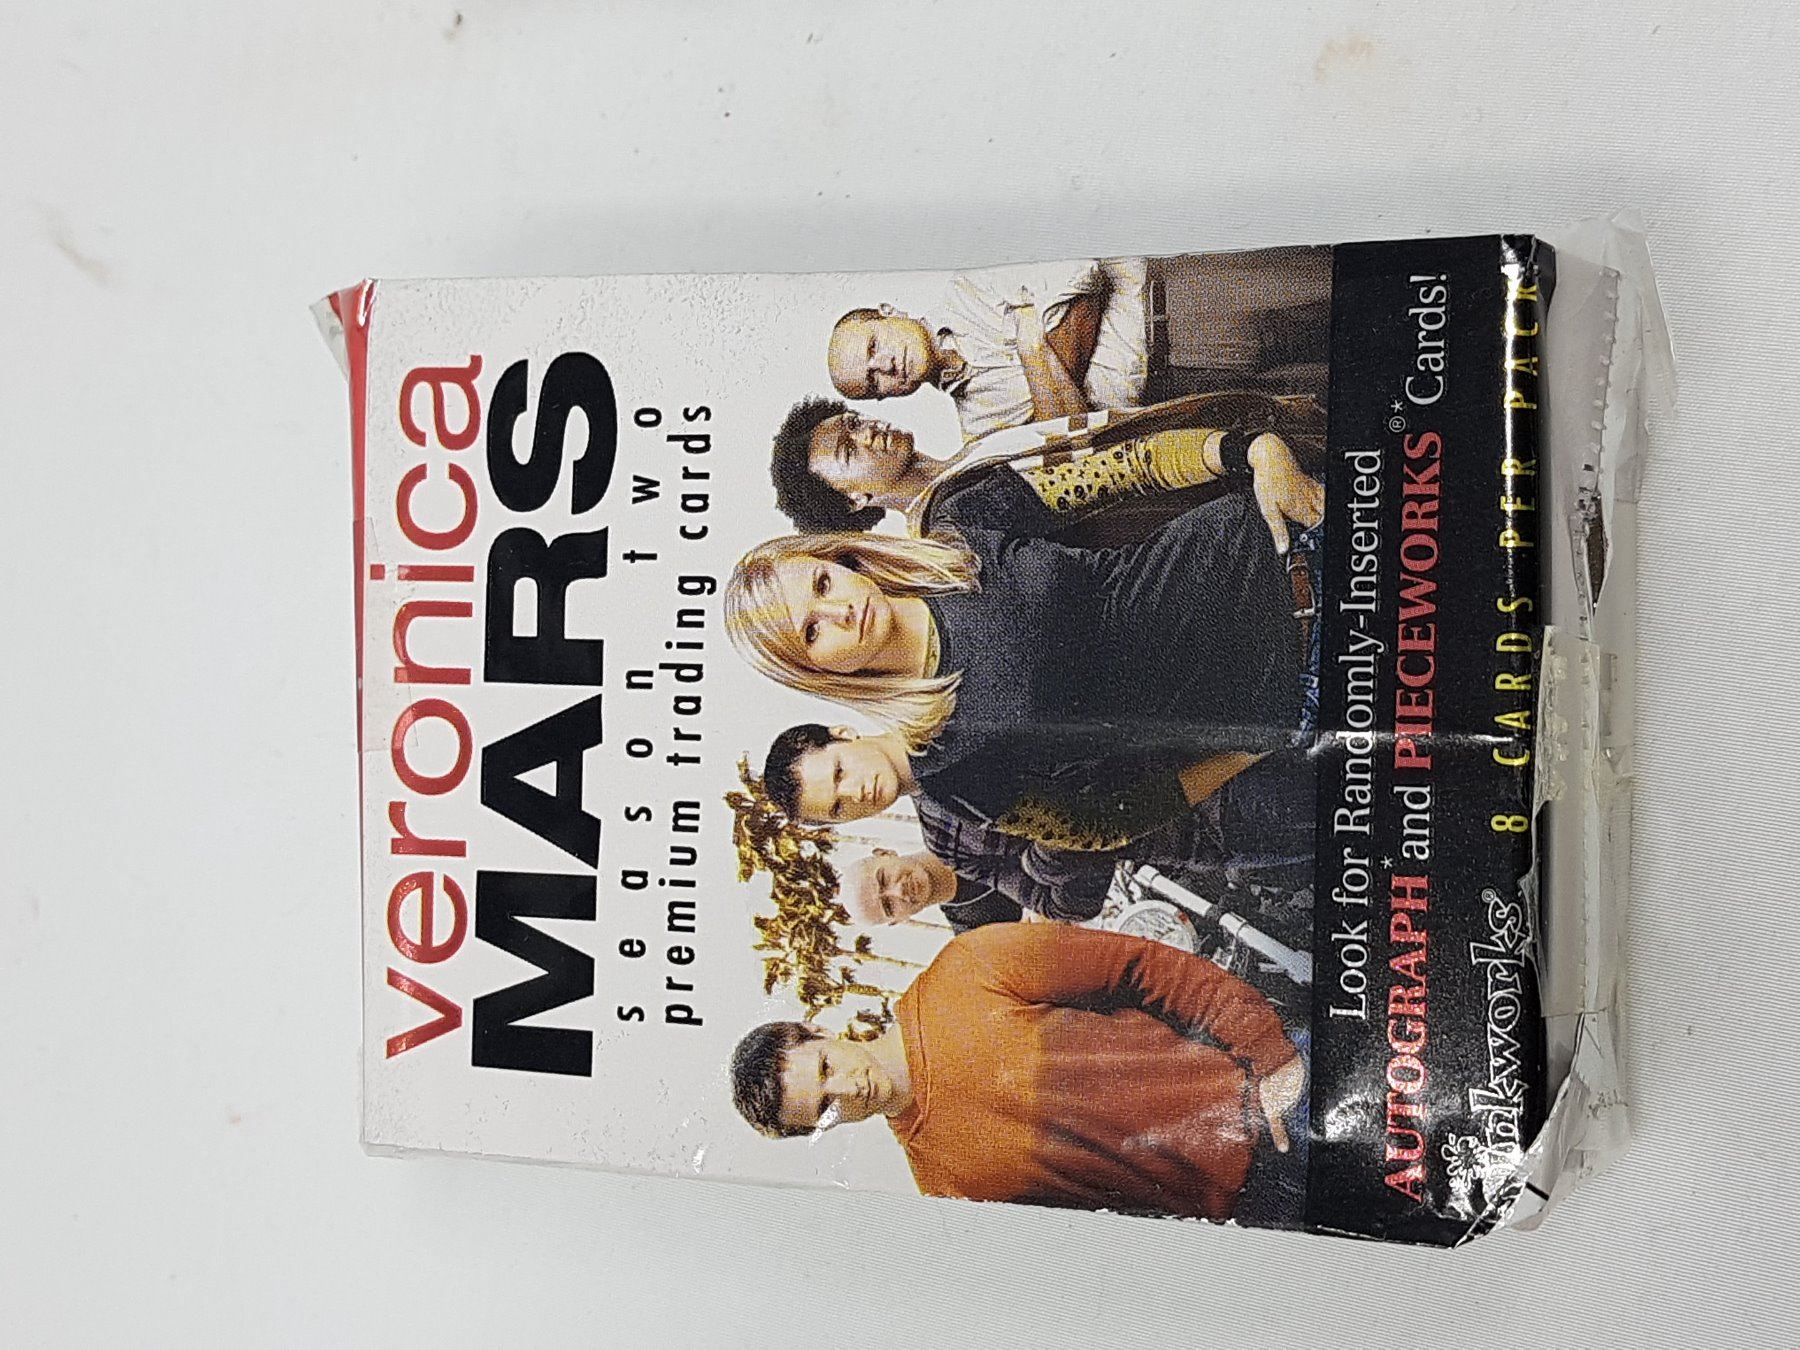 veronica
MARS
season two
premium trading cards
Look for Randomly-Inserted
AUTOGRAPH* and PIECEWORKS®* Cards!
inkworks®
8 CARDS PER PACK